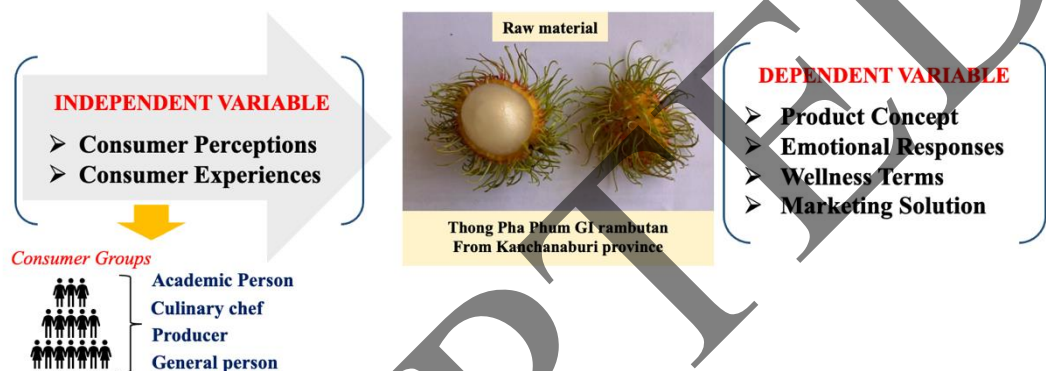 INDEPENDENT VARIABLE
➢ Consumer Perceptions
➢ Consumer Experiences
Consumer Groups
Academic Person
Culinary chef
Producer
General person
Raw material
Thong Pha Phum GI rambutan
From Kanchanaburi province
DEPENDENT VARIABLE
➢ Product Concept
➢ Emotional Responses
➢ Wellness Terms
➢ Marketing Solution
PTED